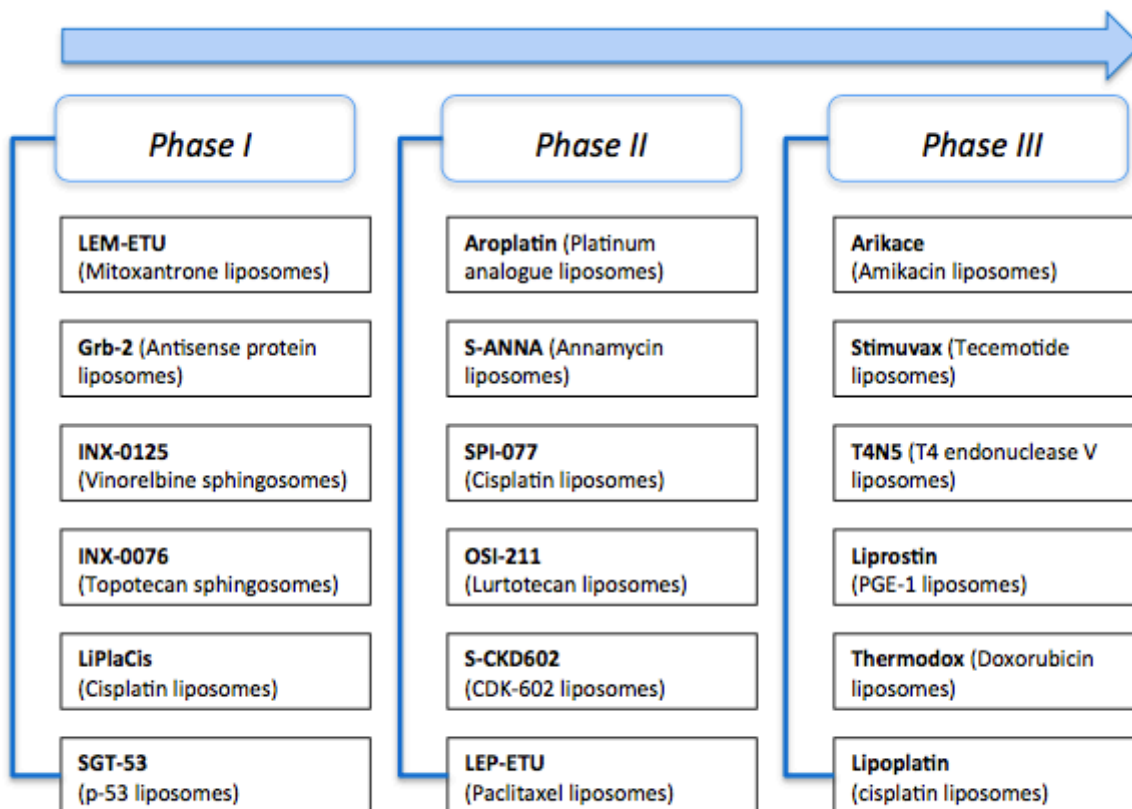 Phase I
LEM-ETU
(Mitoxantrone liposomes)
Grb-2 (Antisense protein
liposomes)
INX-0125
(Vinorelbine sphingosomes)
INX-0076
(Topotecan sphingosomes)
LiPlaCis
(Cisplatin liposomes)
SGT-53
(p-53 liposomes)
Phase II
Aroplatin (Platinum
analogue liposomes)
S-ANNA (Annamycin
liposomes)
SPI-077
(Cisplatin liposomes)
OSI-211
(Lurtotecan liposomes)
S-CKD602
(CDK-602 liposomes)
LEP-ETU
(Paclitaxel liposomes)
Phase III
Arikace
(Amikacin liposomes)
Stimuvax (Tecemotide
liposomes)
T4N5 (T4 endonuclease V
liposomes)
Liprostin
(PGE-1 liposomes)
Thermodox (Doxorubicin
liposomes)
Lipoplatin
(cisplatin liposomes)